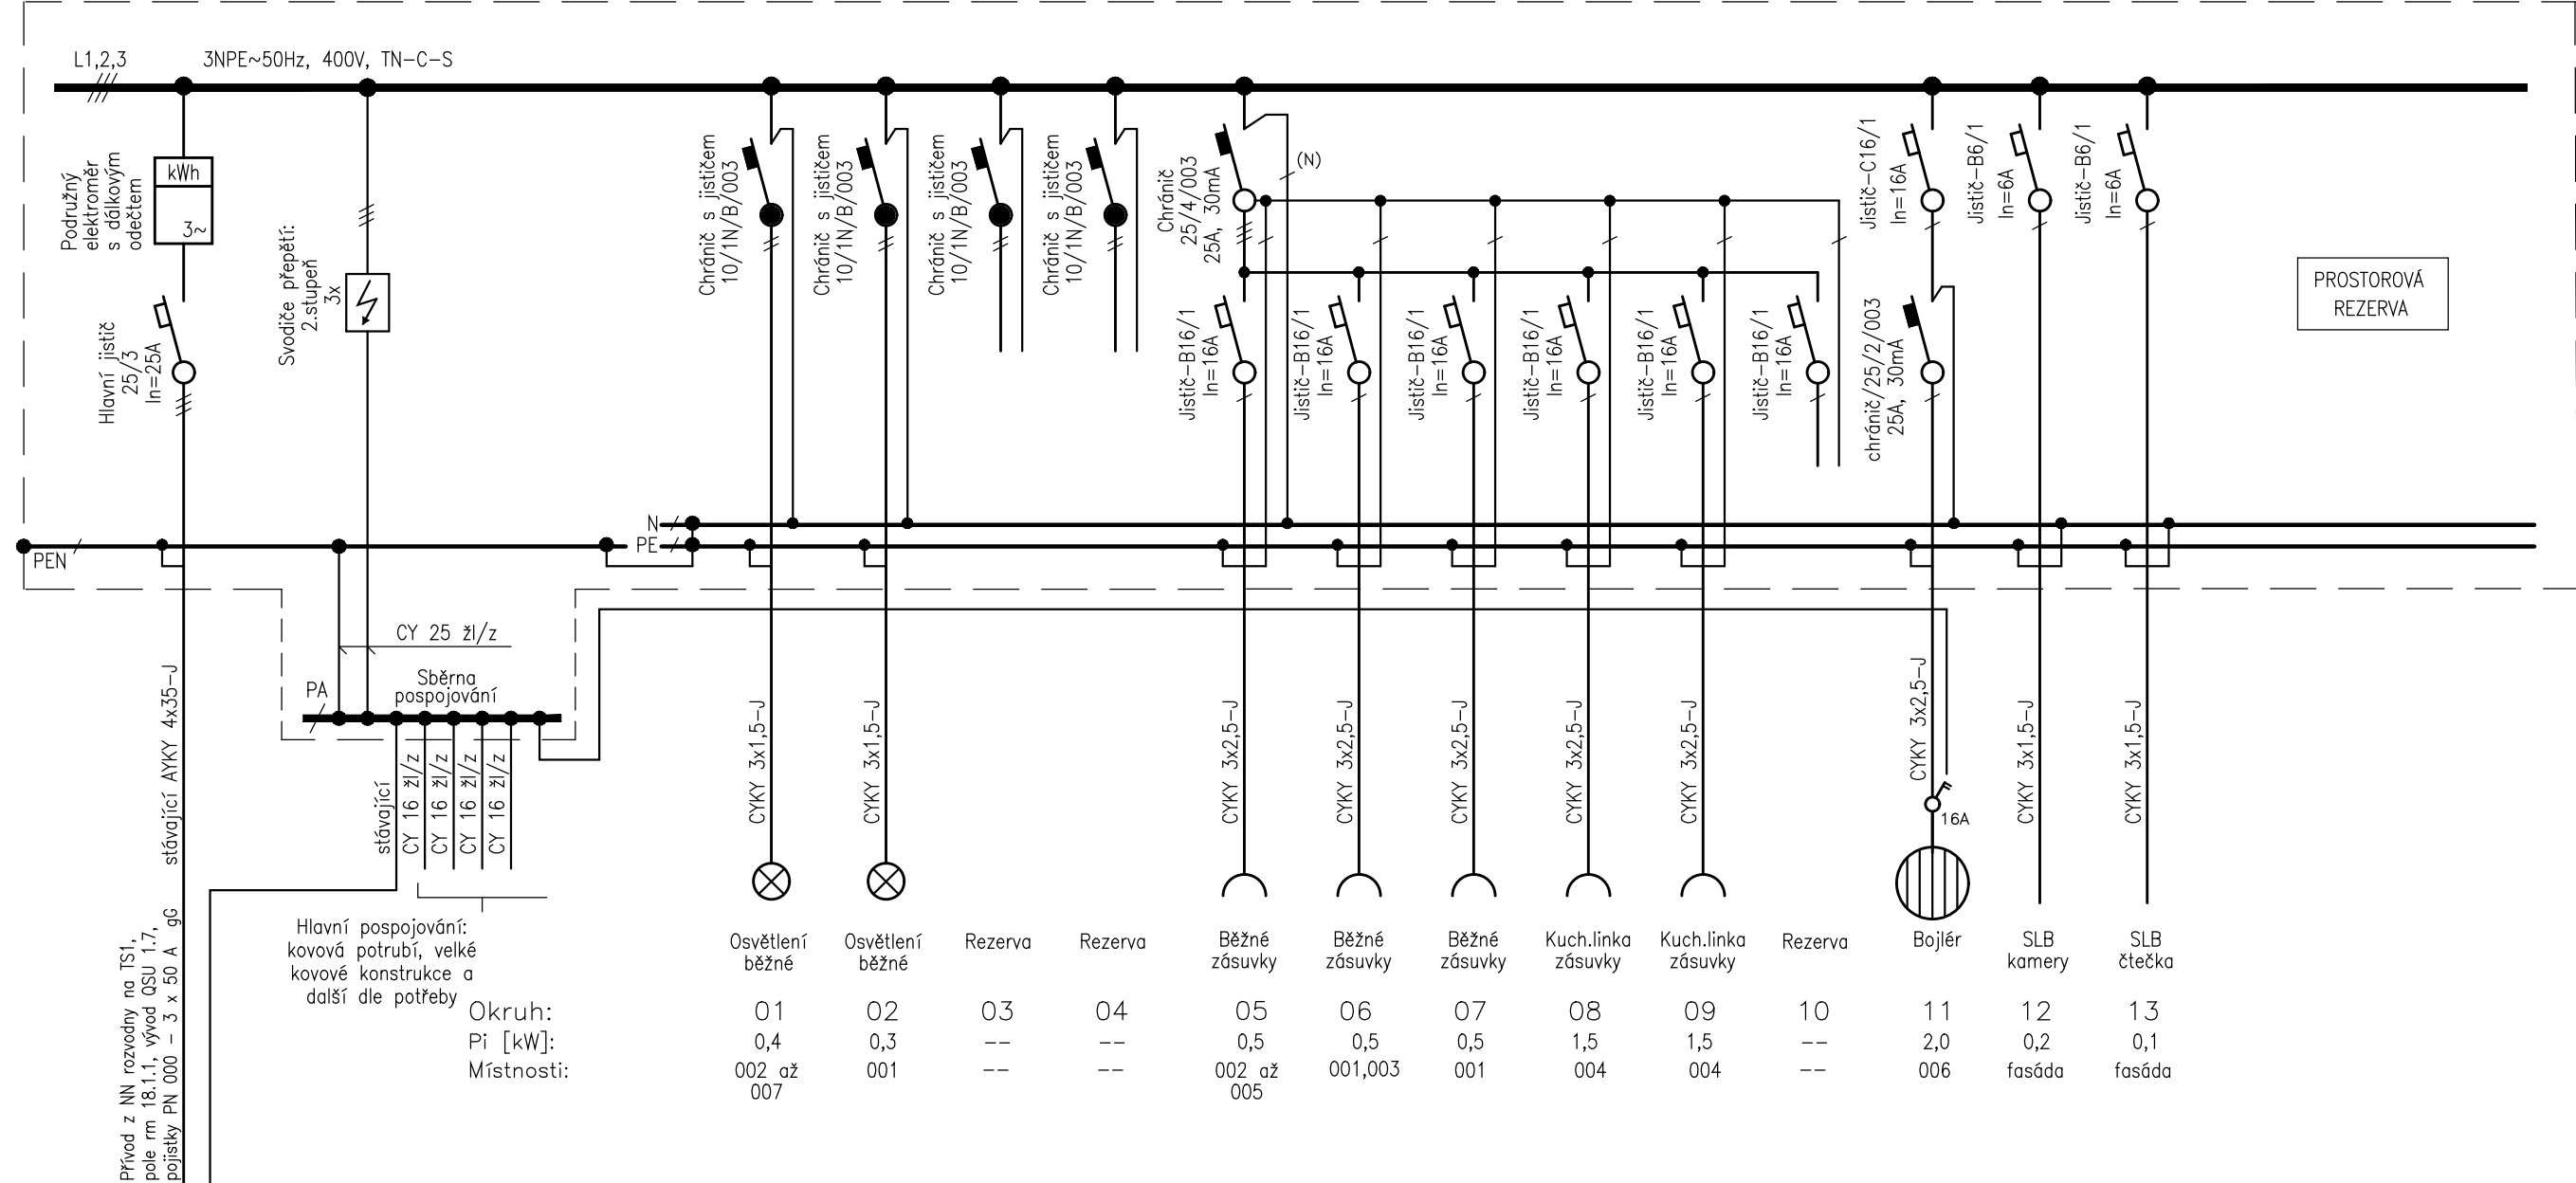 L1,2,3
3NPE~50Hz, 400V, TN-C-S
Podružný
elektroměr
s dálkovým
odečtem
kWh
3~
Hlavní jistič
25/3
In=25A
Svodiče přepětí:
2.stupeň
3x
Chránič s jističem
10/1N/B/003
Chránič s jističem
10/1N/B/003
Chránič s jističem
10/1N/B/003
Chránič s jističem
10/1N/B/003
Chránič
25/4/003
25A, 30mA
(N)
Jistič-B16/1
In=16A
Jistič-B16/1
In=16A
Jistič-B16/1
In=16A
Jistič-B16/1
In=16A
Jistič-B16/1
In=16A
Jistič-B16/1
In=16A
Jistič-C16/1
In=16A
chránič/25/2/003
25A, 30mA
Jistič-B6/1
In=6A
Jistič-B6/1
In=6A
PROSTOROVÁ
REZERVA
N
PE
PEN
CY 25 žl/z
Sběrna
pospojování
PA
stávající AYKY 4x35-J
stávající
CY 16 žl/z
CY 16 žl/z
CY 16 žl/z
CY 16 žl/z
CYKY 3x1,5-J
CYKY 3x1,5-J
CYKY 3x2,5-J
CYKY 3x2,5-J
CYKY 3x2,5-J
CYKY 3x2,5-J
CYKY 3x2,5-J
CYKY 3x2,5-J
CYKY 3x1,5-J
CYKY 3x1,5-J
16A
Přívod z NN rozvodny na TS1,
pole rm 18.1.1, vývod QSU 1.7,
pojistky PN 000 - 3 x 50 A gG
Hlavní pospojování:
kovová potrubí, velké
kovové konstrukce a
další dle potřeby
Osvětlení
běžné
Osvětlení
běžné
Rezerva
Rezerva
Běžné
zásuvky
Běžné
zásuvky
Běžné
zásuvky
Kuch.linka
zásuvky
Kuch.linka
zásuvky
Rezerva
Bojlér
SLB
kamery
SLB
čtečka
Okruh: 01 02 03 04 05 06 07 08 09 10 11 12 13
Pi [kW]: 0,4 0,3 -- -- 0,5 0,5 0,5 1,5 1,5 -- 2,0 0,2 0,1
Místnosti: 002 až 001 -- -- 002 až 001,003 001 004 004 -- 006 fasáda fasáda
007 005